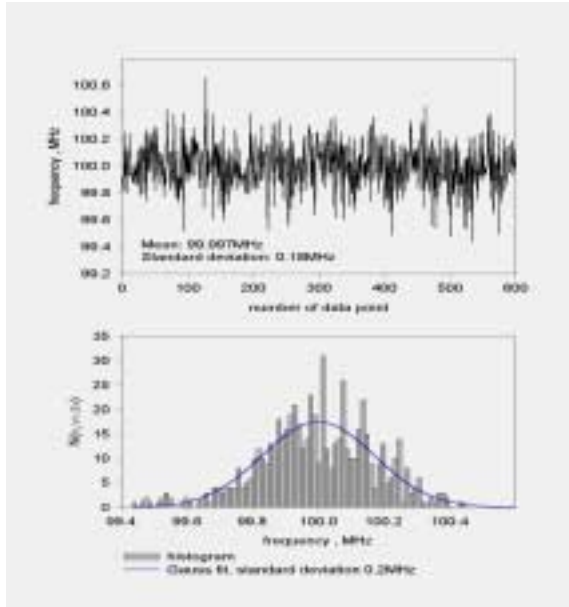 100.6
100.4
100.2
100.0
99.8
99.6
99.4
99.2
frequency, MHz
Mean: 99.997MHz
Standard deviation: 0.18MHz
0 100 200 300 400 500 600
number of data point
35
30
25
20
15
10
5
0
99.4 99.6 99.8 100.0 100.2 100.4
frequency , MHz
histogram
Gauss fit, standard deviation 0.2MHz